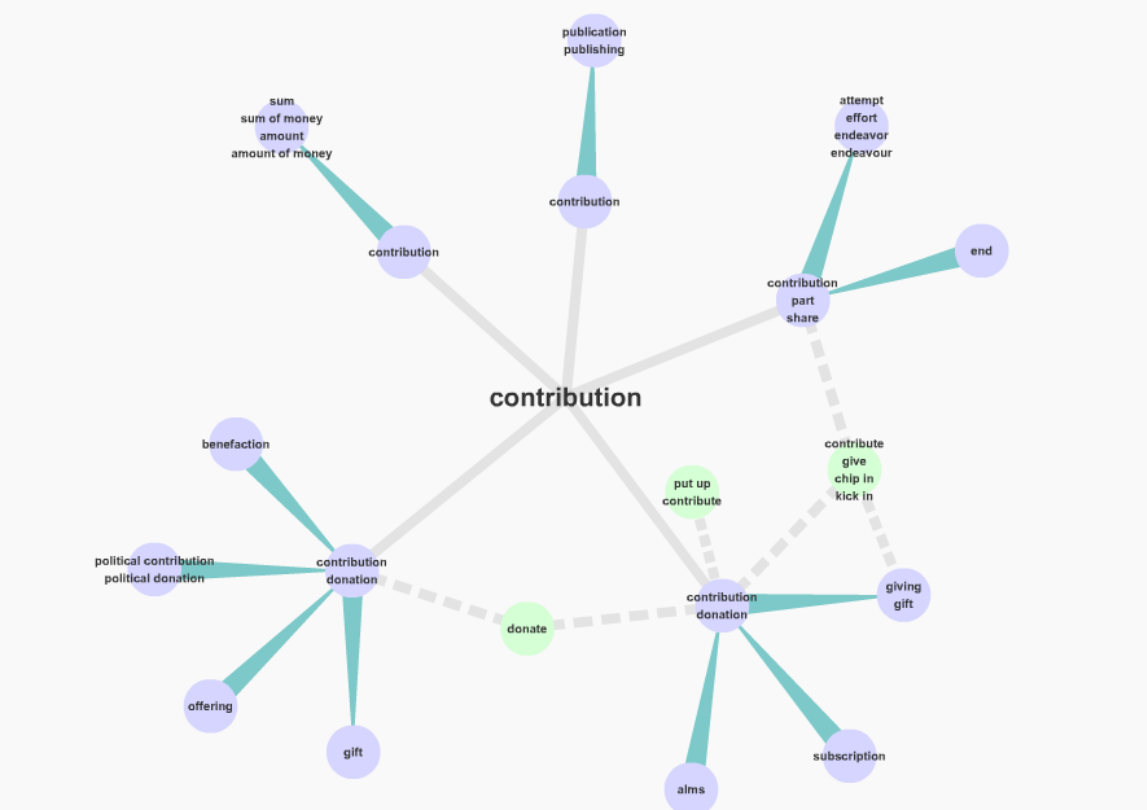 publication
publishing
sum
sum of money
amount
amount of money
attempt
effort
endeavor
endeavour
contribution
contribution
end
contribution
part
share
contribution
benefaction
contribute
give
chip in
kick in
put up
contribute
political contribution
political donation
contribution
donation
giving
gift
contribution
donation
donate
offering
gift
subscription
alms